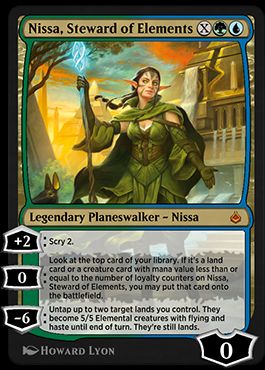 Nissa, Steward of Elements X
Legendary Planeswalker ~ Nissa
+2 Scry 2.
Look at the top card of your library. If it's a land
card or a creature card with mana value less than or
0 equal to the number of loyalty counters on Nissa,
Steward of Elements, you may put that card onto
the battlefield.
-6 Untap up to two target lands you control. They
become 5/5 Elemental creatures with flying and
haste until end of turn. They're still lands.
Howard Lyon 0